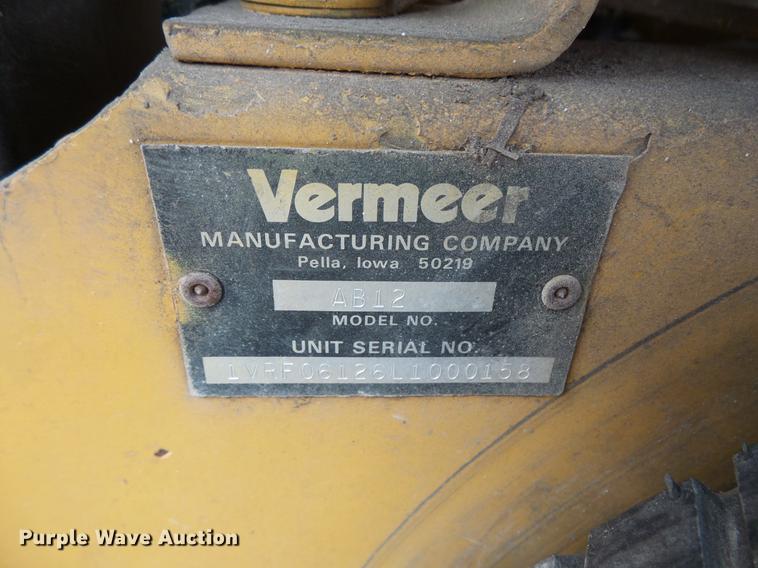 Vermeer
MANUFACTURING COMPANY
Pella, Iowa 50219
AB12
MODEL NO.
UNIT SERIAL NO.
1VRF06126L1000158
Purple Wave Auction